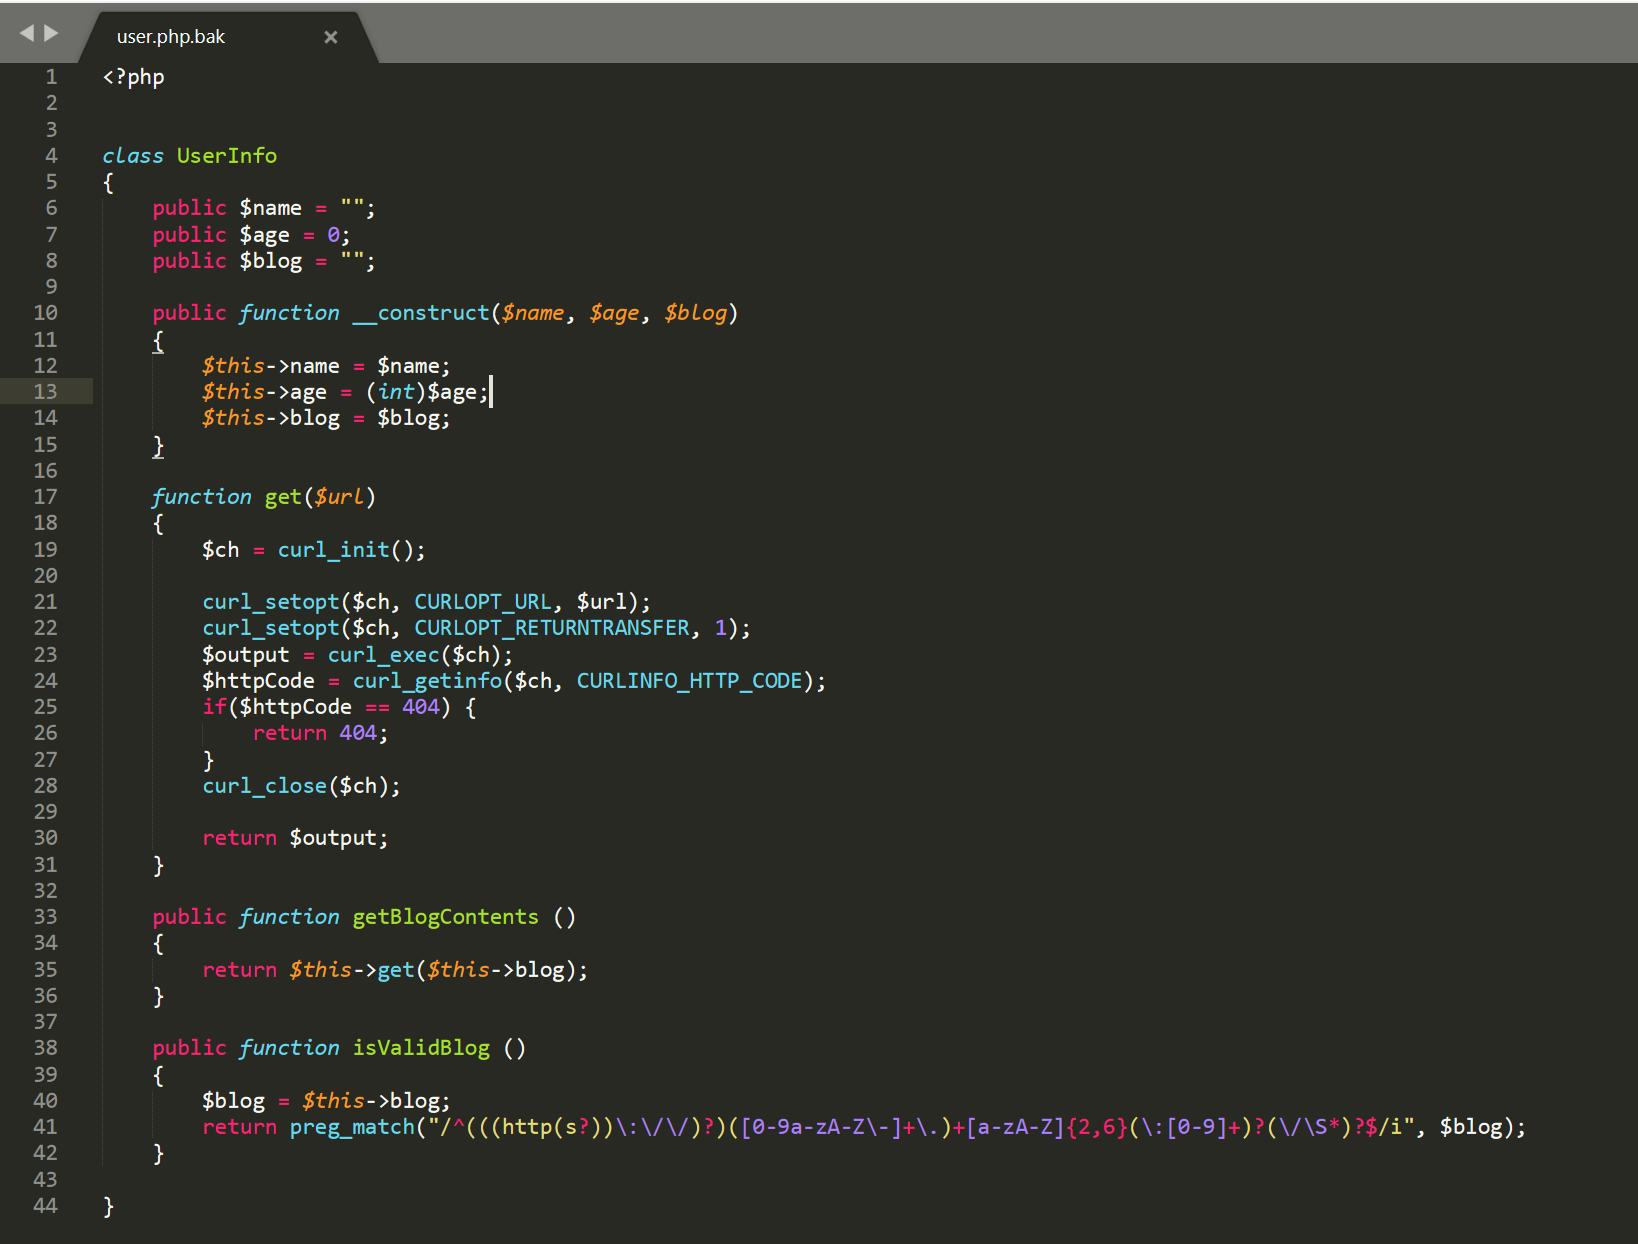 user.php.bak ×
1 <?php
2
3
4 class UserInfo
5 {
6     public $name = "";
7     public $age = 0;
8     public $blog = "";
9
10     public function __construct($name, $age, $blog)
11     {
12         $this->name = $name;
13         $this->age = (int)$age;
14         $this->blog = $blog;
15     }
16
17     function get($url)
18     {
19         $ch = curl_init();
20
21         curl_setopt($ch, CURLOPT_URL, $url);
22         curl_setopt($ch, CURLOPT_RETURNTRANSFER, 1);
23         $output = curl_exec($ch);
24         $httpCode = curl_getinfo($ch, CURLINFO_HTTP_CODE);
25         if($httpCode == 404) {
26             return 404;
27         }
28         curl_close($ch);
29
30         return $output;
31     }
32
33     public function getBlogContents ()
34     {
35         return $this->get($this->blog);
36     }
37
38     public function isValidBlog ()
39     {
40         $blog = $this->blog;
41         return preg_match("/^(((http(s?))\:\/\/)?)([0-9a-zA-Z\-]+\.)+[a-zA-Z]{2,6}(\:[0-9]+)?(\/\S*)?$/i", $blog);
42     }
43
44 }